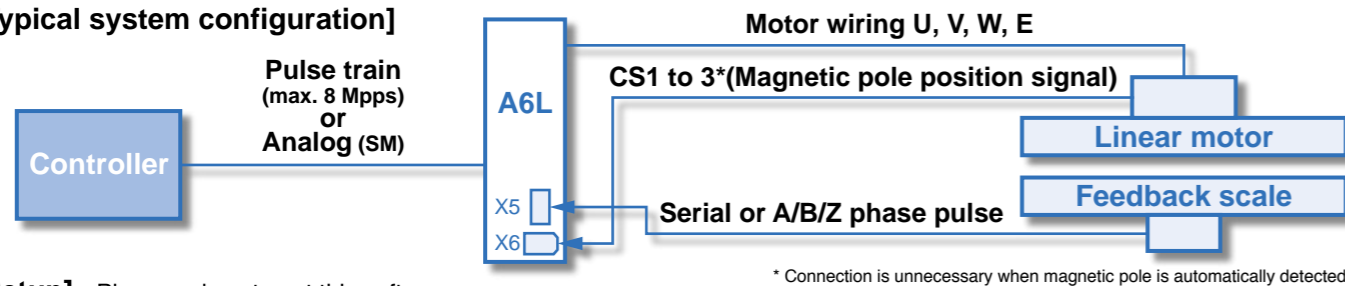 ypical system configuration]
Motor wiring U, V, W, E
Pulse train
(max. 8 Mpps)
or
Analog (SM)
CS1 to 3*(Magnetic pole position signal)
A6L
Controller
Linear motor
Feedback scale
X5
Serial or A/B/Z phase pulse
X6
* Connection is unnecessary when magnetic pole is automatically detected